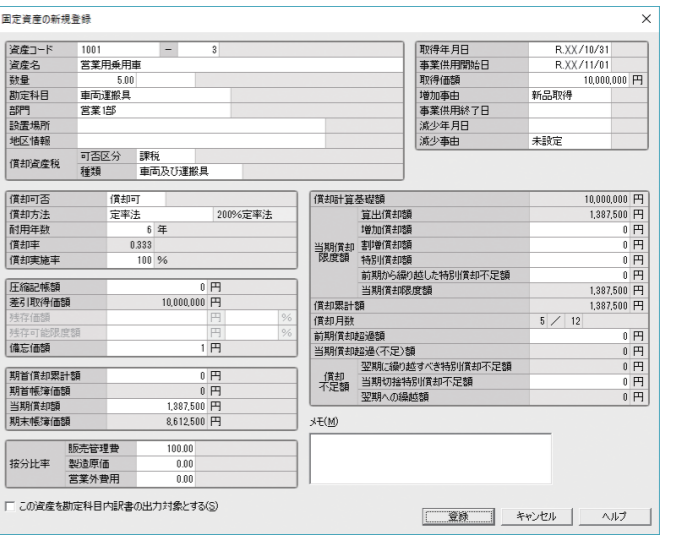 固定資産の新規登録
資産コード 1001 － 3
資産名 営業用乗用車
数量 5.00
勘定科目 車両運搬具
部門 営業1部
設置場所
地区情報
償却資産税 可否区分 課税
種類 車両及び運搬具
取得年月日 R.XX/10/31
事業供用開始日 R.XX/11/01
取得価額 10,000,000 円
増加事由 新品取得
事業供用終了日
減少年月日
減少事由 未設定
償却可否 償却可
償却方法 定率法 200%定率法
耐用年数 6 年
償却率 0.333
償却実施率 100 %
圧縮記帳額 0 円
差引取得価額 10,000,000 円
残存価額 円 %
残存可能限度額 円 %
備忘価額 1 円
期首償却累計額 0 円
期首帳簿価額 0 円
当期償却額 1,387,500 円
期末帳簿価額 8,612,500 円
按分比率 販売管理費 100.00
製造原価 0.00
営業外費用 0.00
償却計算基礎額 10,000,000 円
当期償却限度額 算出償却額 1,387,500 円
増加償却額 0 円
割増償却額 0 円
特別償却額 0 円
前期から繰り越した特別償却不足額 0 円
当期償却限度額 1,387,500 円
償却累計額 1,387,500 円
償却月数 5 ／ 12
前期償却超過額 0 円
当期償却超過(不足)額 0 円
償却不足額 翌期に繰り越すべき特別償却不足額 0 円
当期切捨特別償却不足額 0 円
翌期への繰越額 0 円
メモ(M)
この資産を勘定科目内訳書の出力対象とする(S)
登録 キャンセル ヘルプ